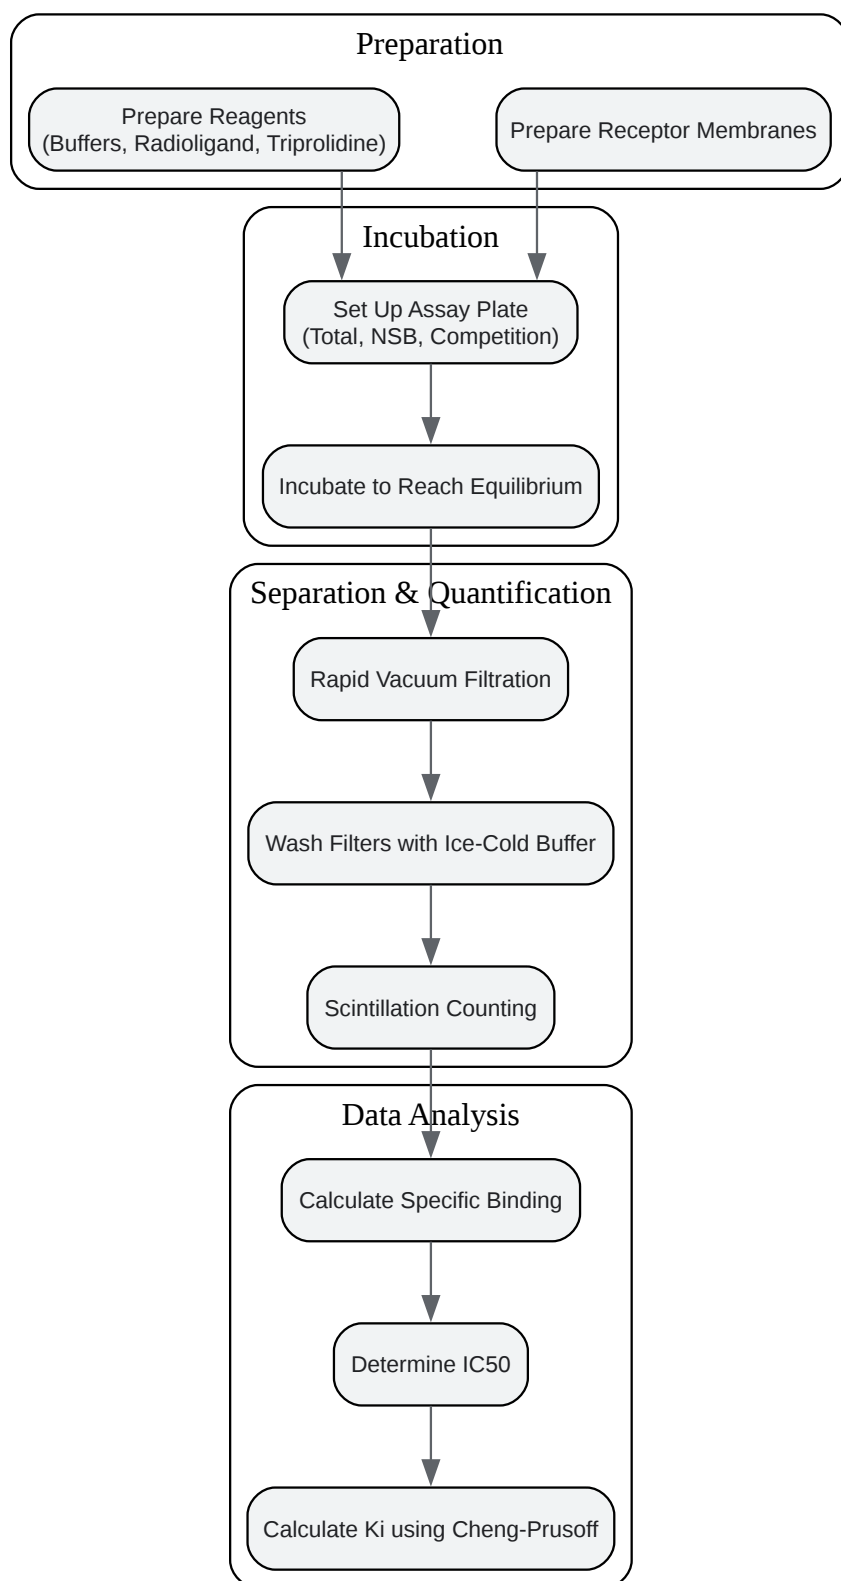 Preparation
Prepare Reagents
(Buffers, Radioligand, Triprolidine)
Prepare Receptor Membranes
Incubation
Set Up Assay Plate
(Total, NSB, Competition)
Incubate to Reach Equilibrium
Separation & Quantification
Rapid Vacuum Filtration
Wash Filters with Ice-Cold Buffer
Scintillation Counting
Data Analysis
Calculate Specific Binding
Determine IC50
Calculate Ki using Cheng-Prusoff